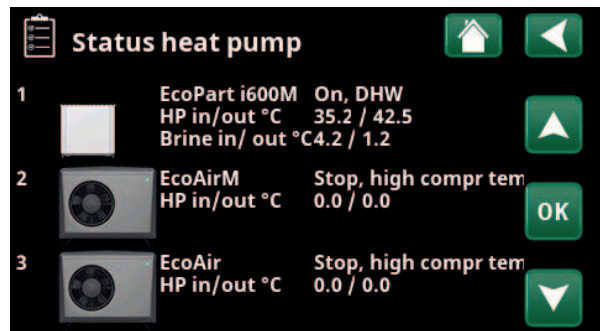 Status heat pump
1 EcoPart i600M On, DHW
HP in/out °C 35.2 / 42.5
Brine in/ out °C4.2 / 1.2
2 EcoAirM Stop, high compr tem
HP in/out °C 0.0 / 0.0
OK
3 EcoAir Stop, high compr tem
HP in/out °C 0.0 / 0.0